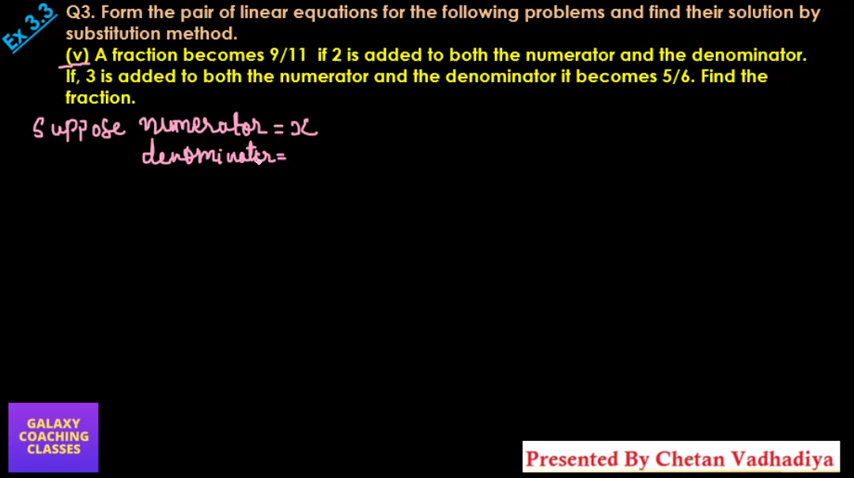 Ex 3.3
Q3. Form the pair of linear equations for the following problems and find their solution by
substitution method.
(v) A fraction becomes 9/11 if 2 is added to both the numerator and the denominator.
If, 3 is added to both the numerator and the denominator it becomes 5/6. Find the
fraction.
Suppose numerator = x
denominator =
GALAXY
COACHING
CLASSES
Presented By Chetan Vadhadiya